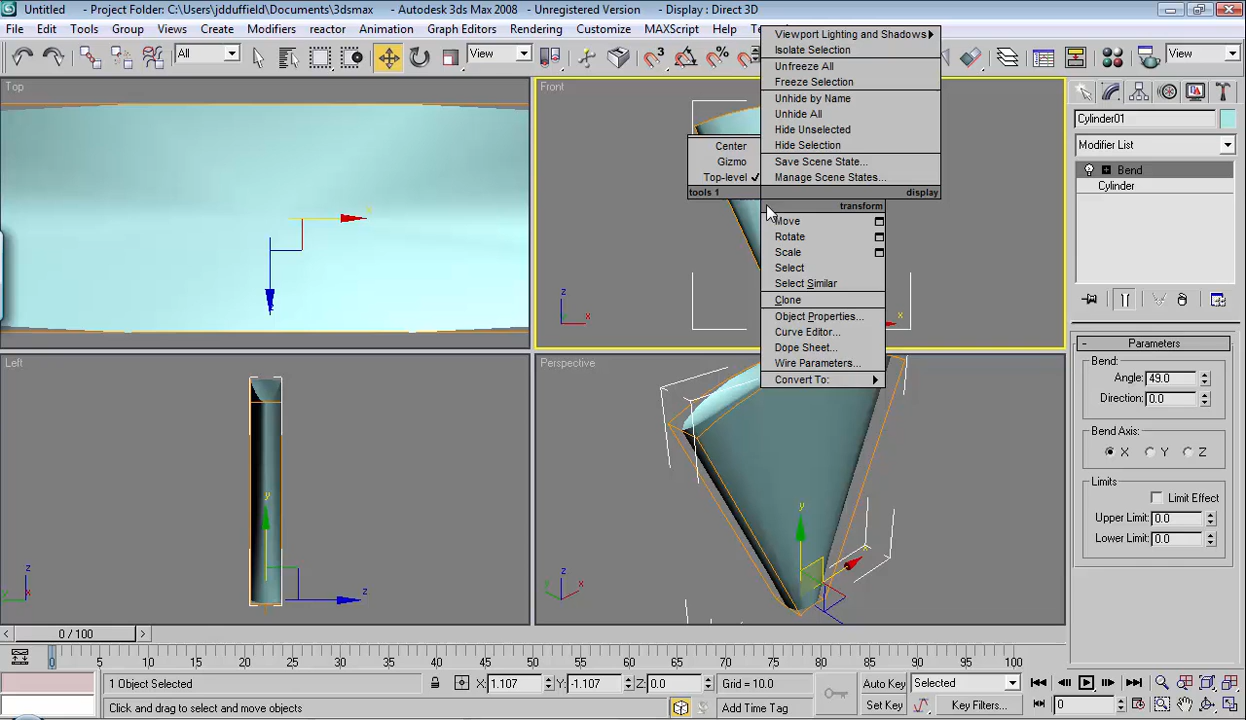 Untitled - Project Folder: C:\Users\jdduffield\Documents\3dsmax - Autodesk 3ds Max 2008 - Unregistered Version - Display : Direct 3D
File Edit Tools Group Views Create Modifiers reactor Animation Graph Editors Rendering Customize MAXScript Help
All
View
View
Top
Front
Viewport Lighting and Shadows
Isolate Selection
Unfreeze All
Freeze Selection
Unhide by Name
Unhide All
Hide Unselected
Hide Selection
Save Scene State...
Manage Scene States...
display
Center
Gizmo
Top-level
tools 1
transform
Move
Rotate
Scale
Select
Select Similar
Clone
Object Properties...
Curve Editor...
Dope Sheet...
Wire Parameters...
Convert To:
x
z
x
x
Left
y
z
y
z
Perspective
y
z
y
x
Cylinder01
Modifier List
Bend
Cylinder
- Parameters
Bend:
Angle: 49.0
Direction: 0.0
Bend Axis:
X Y Z
Limits
Limit Effect
Upper Limit: 0.0
Lower Limit: 0.0
< 0 / 100 >
0 5 10 15 20 25 30 35 40 45 50 55 60 65 70 75 80 85 90 95 100
1 Object Selected
X: 1.107 Y: -1.107 Z: 0.0
Grid = 10.0
Auto Key Selected
Click and drag to select and move objects
Add Time Tag
Set Key Key Filters...
0